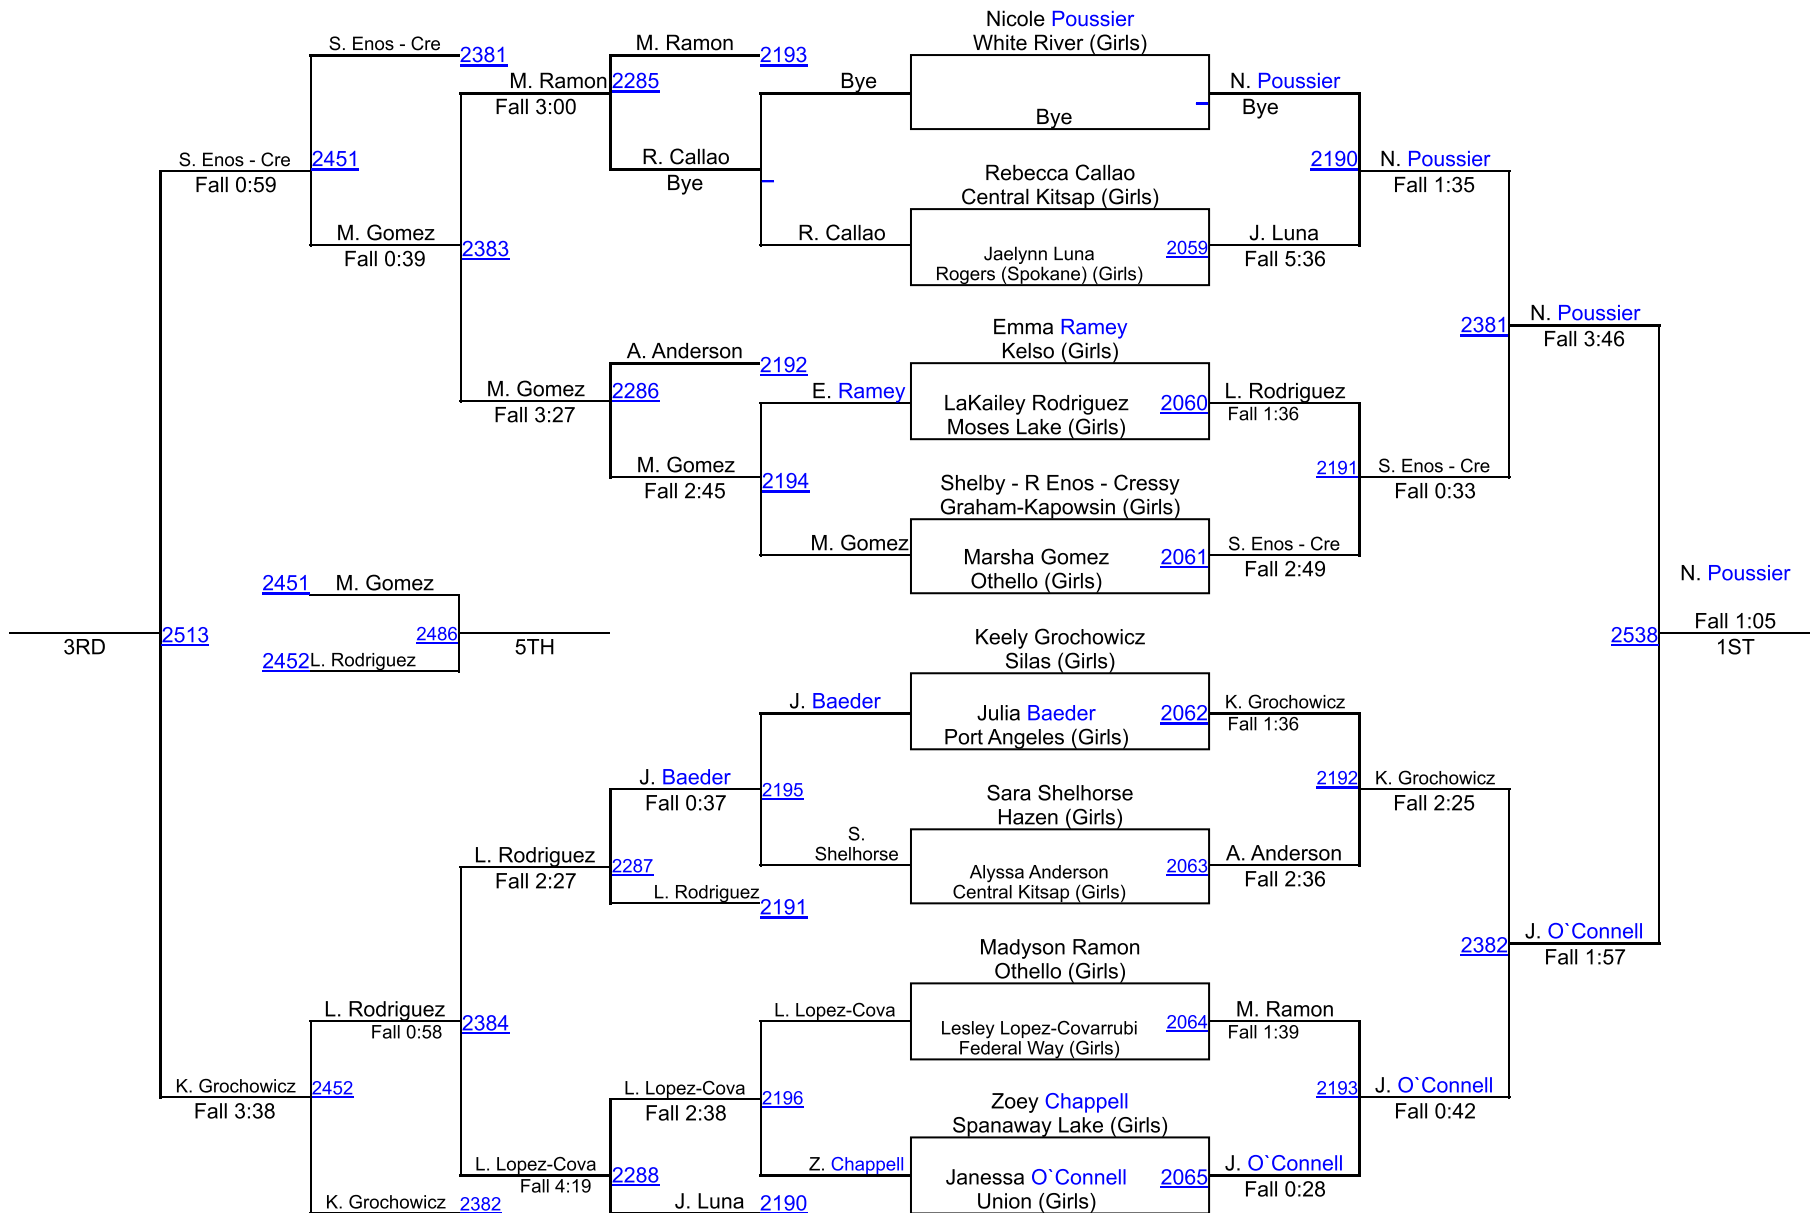 Nicole Poussier
White River (Girls)
S. Enos - Cre
2381
M. Ramon
2193
M. Ramon
2285
Fall 3:00
Bye
N. Poussier
Bye
Bye
R. Callao
Bye
S. Enos - Cre
2451
Fall 0:59
2190
N. Poussier
Fall 1:35
Rebecca Callao
Central Kitsap (Girls)
M. Gomez
2383
Fall 0:39
R. Callao
Jaelynn Luna
2059
Rogers (Spokane) (Girls)
J. Luna
Fall 5:36
Emma Ramey
Kelso (Girls)
2381
N. Poussier
Fall 3:46
A. Anderson
2192
M. Gomez
2286
Fall 3:27
E. Ramey
LaKailey Rodriguez
2060
Moses Lake (Girls)
L. Rodriguez
Fall 1:36
M. Gomez
2194
Fall 2:45
Shelby - R Enos - Cressy
Graham-Kapowsin (Girls)
2191
S. Enos - Cre
Fall 0:33
M. Gomez
Marsha Gomez
2061
Othello (Girls)
S. Enos - Cre
Fall 2:49
2451
M. Gomez
N. Poussier
2513
3RD
2486
5TH
2538
Fall 1:05
1ST
2452
L. Rodriguez
Keely Grochowicz
Silas (Girls)
J. Baeder
Julia Baeder
2062
Port Angeles (Girls)
K. Grochowicz
Fall 1:36
J. Baeder
2195
Fall 0:37
Sara Shelhorse
Hazen (Girls)
2192
K. Grochowicz
Fall 2:25
L. Rodriguez
2287
Fall 2:27
S.
Shelhorse
Alyssa Anderson
2063
Central Kitsap (Girls)
A. Anderson
Fall 2:36
L. Rodriguez
2191
Madyson Ramon
Othello (Girls)
2382
J. O`Connell
Fall 1:57
L. Rodriguez
2384
Fall 0:58
L. Lopez-Cova
Lesley Lopez-Covarrubi
2064
Federal Way (Girls)
M. Ramon
Fall 1:39
K. Grochowicz
2452
Fall 3:38
L. Lopez-Cova
2196
Fall 2:38
Zoey Chappell
Spanaway Lake (Girls)
2193
J. O`Connell
Fall 0:42
L. Lopez-Cova
2288
Fall 4:19
Z. Chappell
Janessa O`Connell
2065
Union (Girls)
J. O`Connell
Fall 0:28
K. Grochowicz
2382
J. Luna
2190